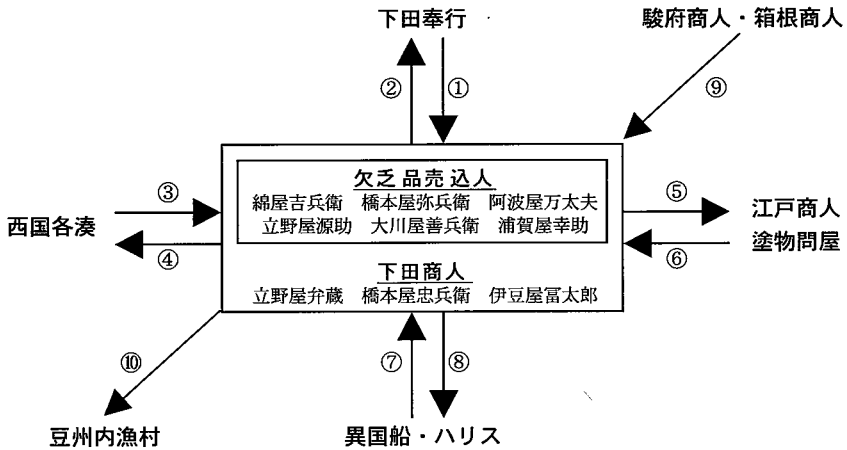 下田奉行
駿府商人・箱根商人
②
①
⑨
欠乏品売込人
綿屋吉兵衛 橋本屋弥兵衛 阿波屋万太夫
立野屋源助 大川屋善兵衛 浦賀屋幸助
③
西国各湊
④
⑤
江戸商人
塗物問屋
⑥
下田商人
立野屋弁蔵 橋本屋忠兵衛 伊豆屋冨太郎
⑩
⑦
⑧
豆州内漁村
異国船・ハリス